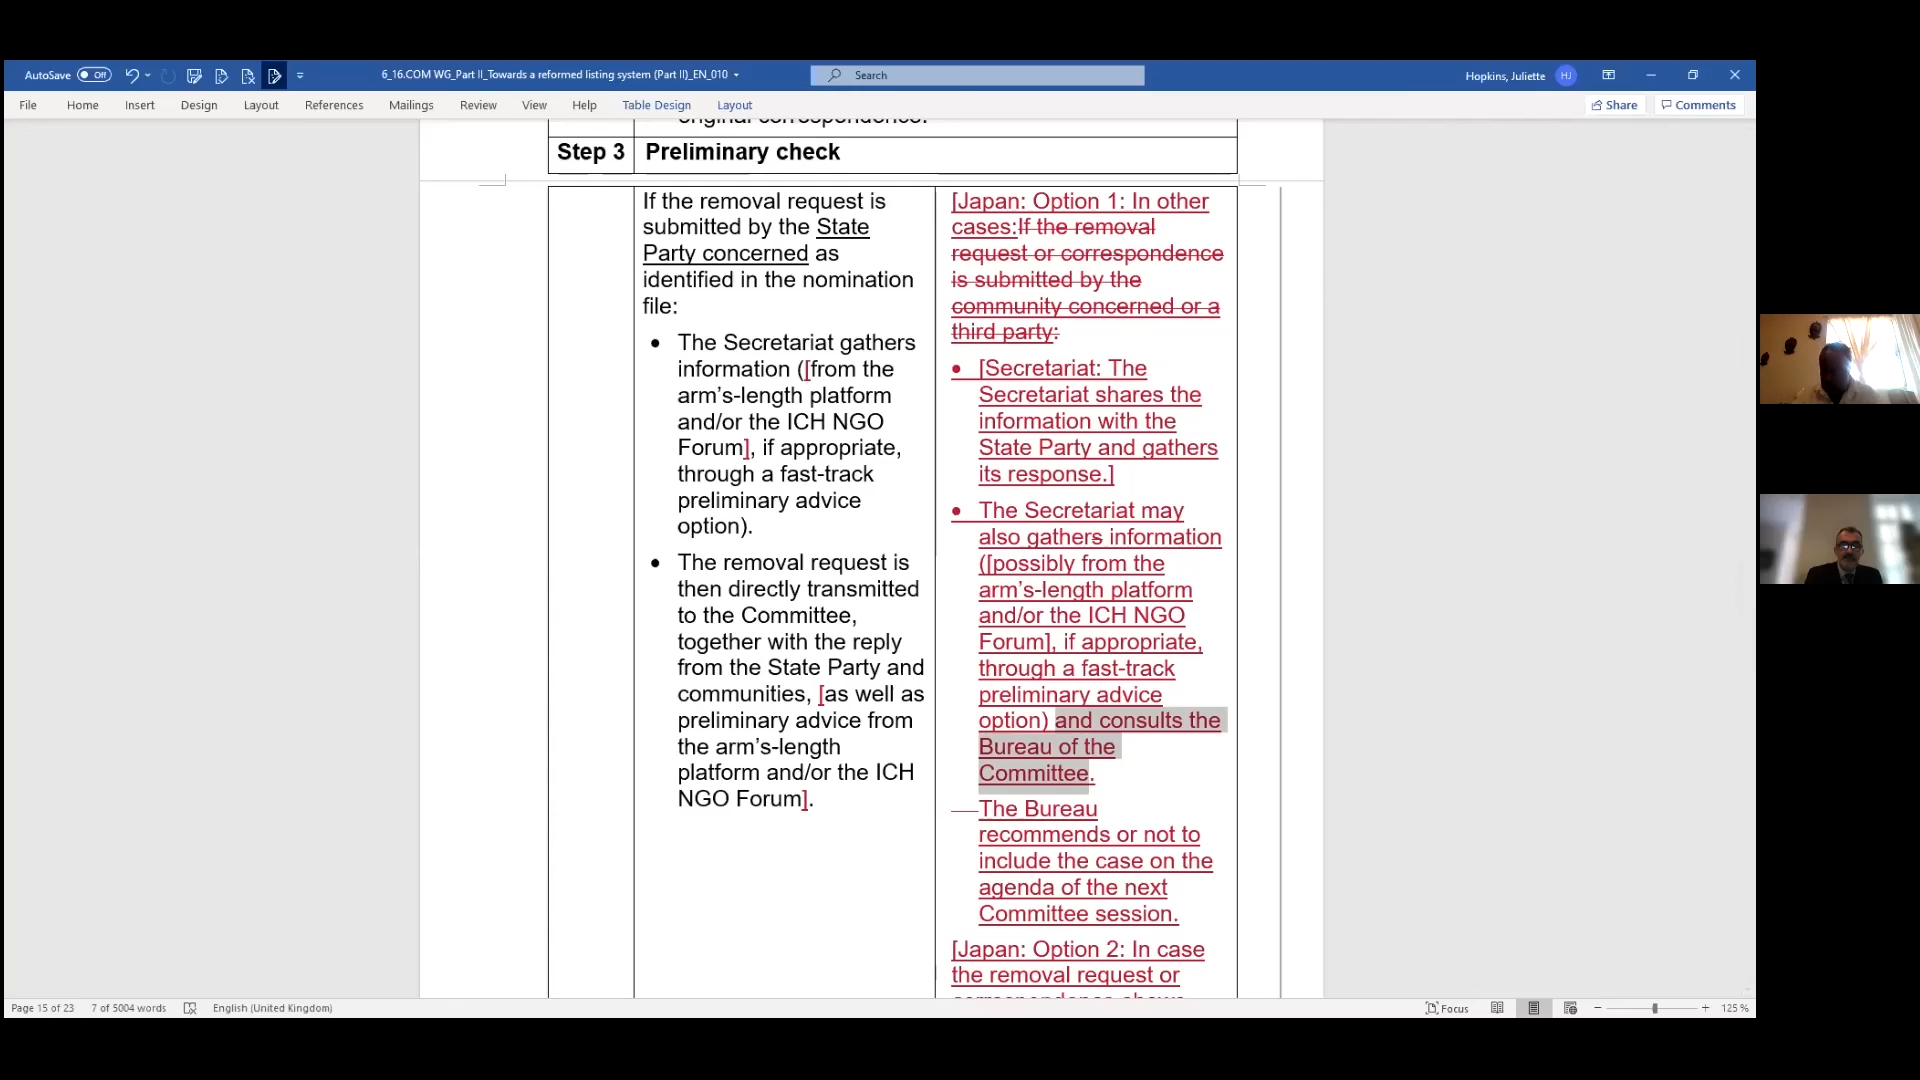 AutoSave Off
6_16.COM WG_Part II_Towards a reformed listing system (Part II)_EN_010
Search
Hopkins, Juliette HJ
File Home Insert Design Layout References Mailings Review View Help Table Design Layout
Share Comments
original correspondence.
Step 3 Preliminary check
If the removal request is
submitted by the State
Party concerned as
identified in the nomination
file:
• The Secretariat gathers
information ([from the
arm’s-length platform
and/or the ICH NGO
Forum], if appropriate,
through a fast-track
preliminary advice
option).
• The removal request is
then directly transmitted
to the Committee,
together with the reply
from the State Party and
communities, [as well as
preliminary advice from
the arm’s-length
platform and/or the ICH
NGO Forum].
[Japan: Option 1: In other
cases:If the removal
request or correspondence
is submitted by the
community concerned or a
third party:
• [Secretariat: The
Secretariat shares the
information with the
State Party and gathers
its response.]
• The Secretariat may
also gathers information
([possibly from the
arm’s-length platform
and/or the ICH NGO
Forum], if appropriate,
through a fast-track
preliminary advice
option) and consults the
Bureau of the
Committee.
The Bureau
recommends or not to
include the case on the
agenda of the next
Committee session.
[Japan: Option 2: In case
the removal request or
Page 15 of 23 7 of 5004 words English (United Kingdom)
Focus 125 %